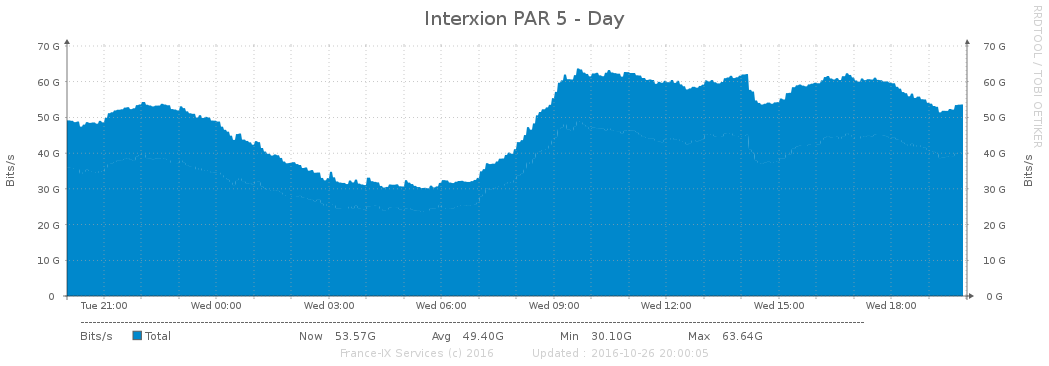 Interxion PAR 5 - Day
RRDTOOL / TOBI OETIKER
Bits/s
70 G
60 G
50 G
40 G
30 G
20 G
10 G
0
70 G
60 G
50 G
40 G
30 G
20 G
10 G
0 G
Bits/s
Tue 21:00 Wed 00:00 Wed 03:00 Wed 06:00 Wed 09:00 Wed 12:00 Wed 15:00 Wed 18:00
Bits/s Total Now 53.57G Avg 49.40G Min 30.10G Max 63.64G
France-IX Services (c) 2016 Updated : 2016-10-26 20:00:05